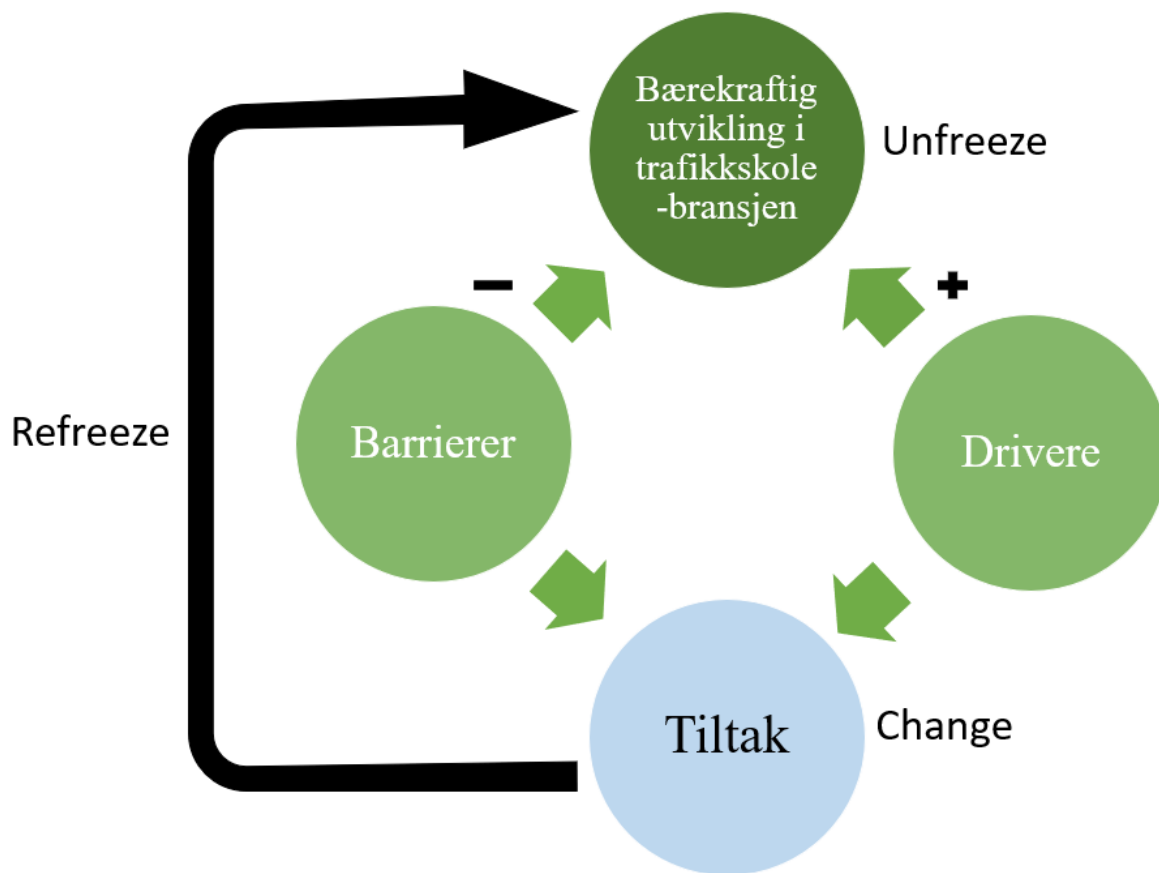 Bærekraftig
utvikling i
trafikkskole
-bransjen
Unfreeze
Refreeze
Barrierer
Drivere
Tiltak
Change